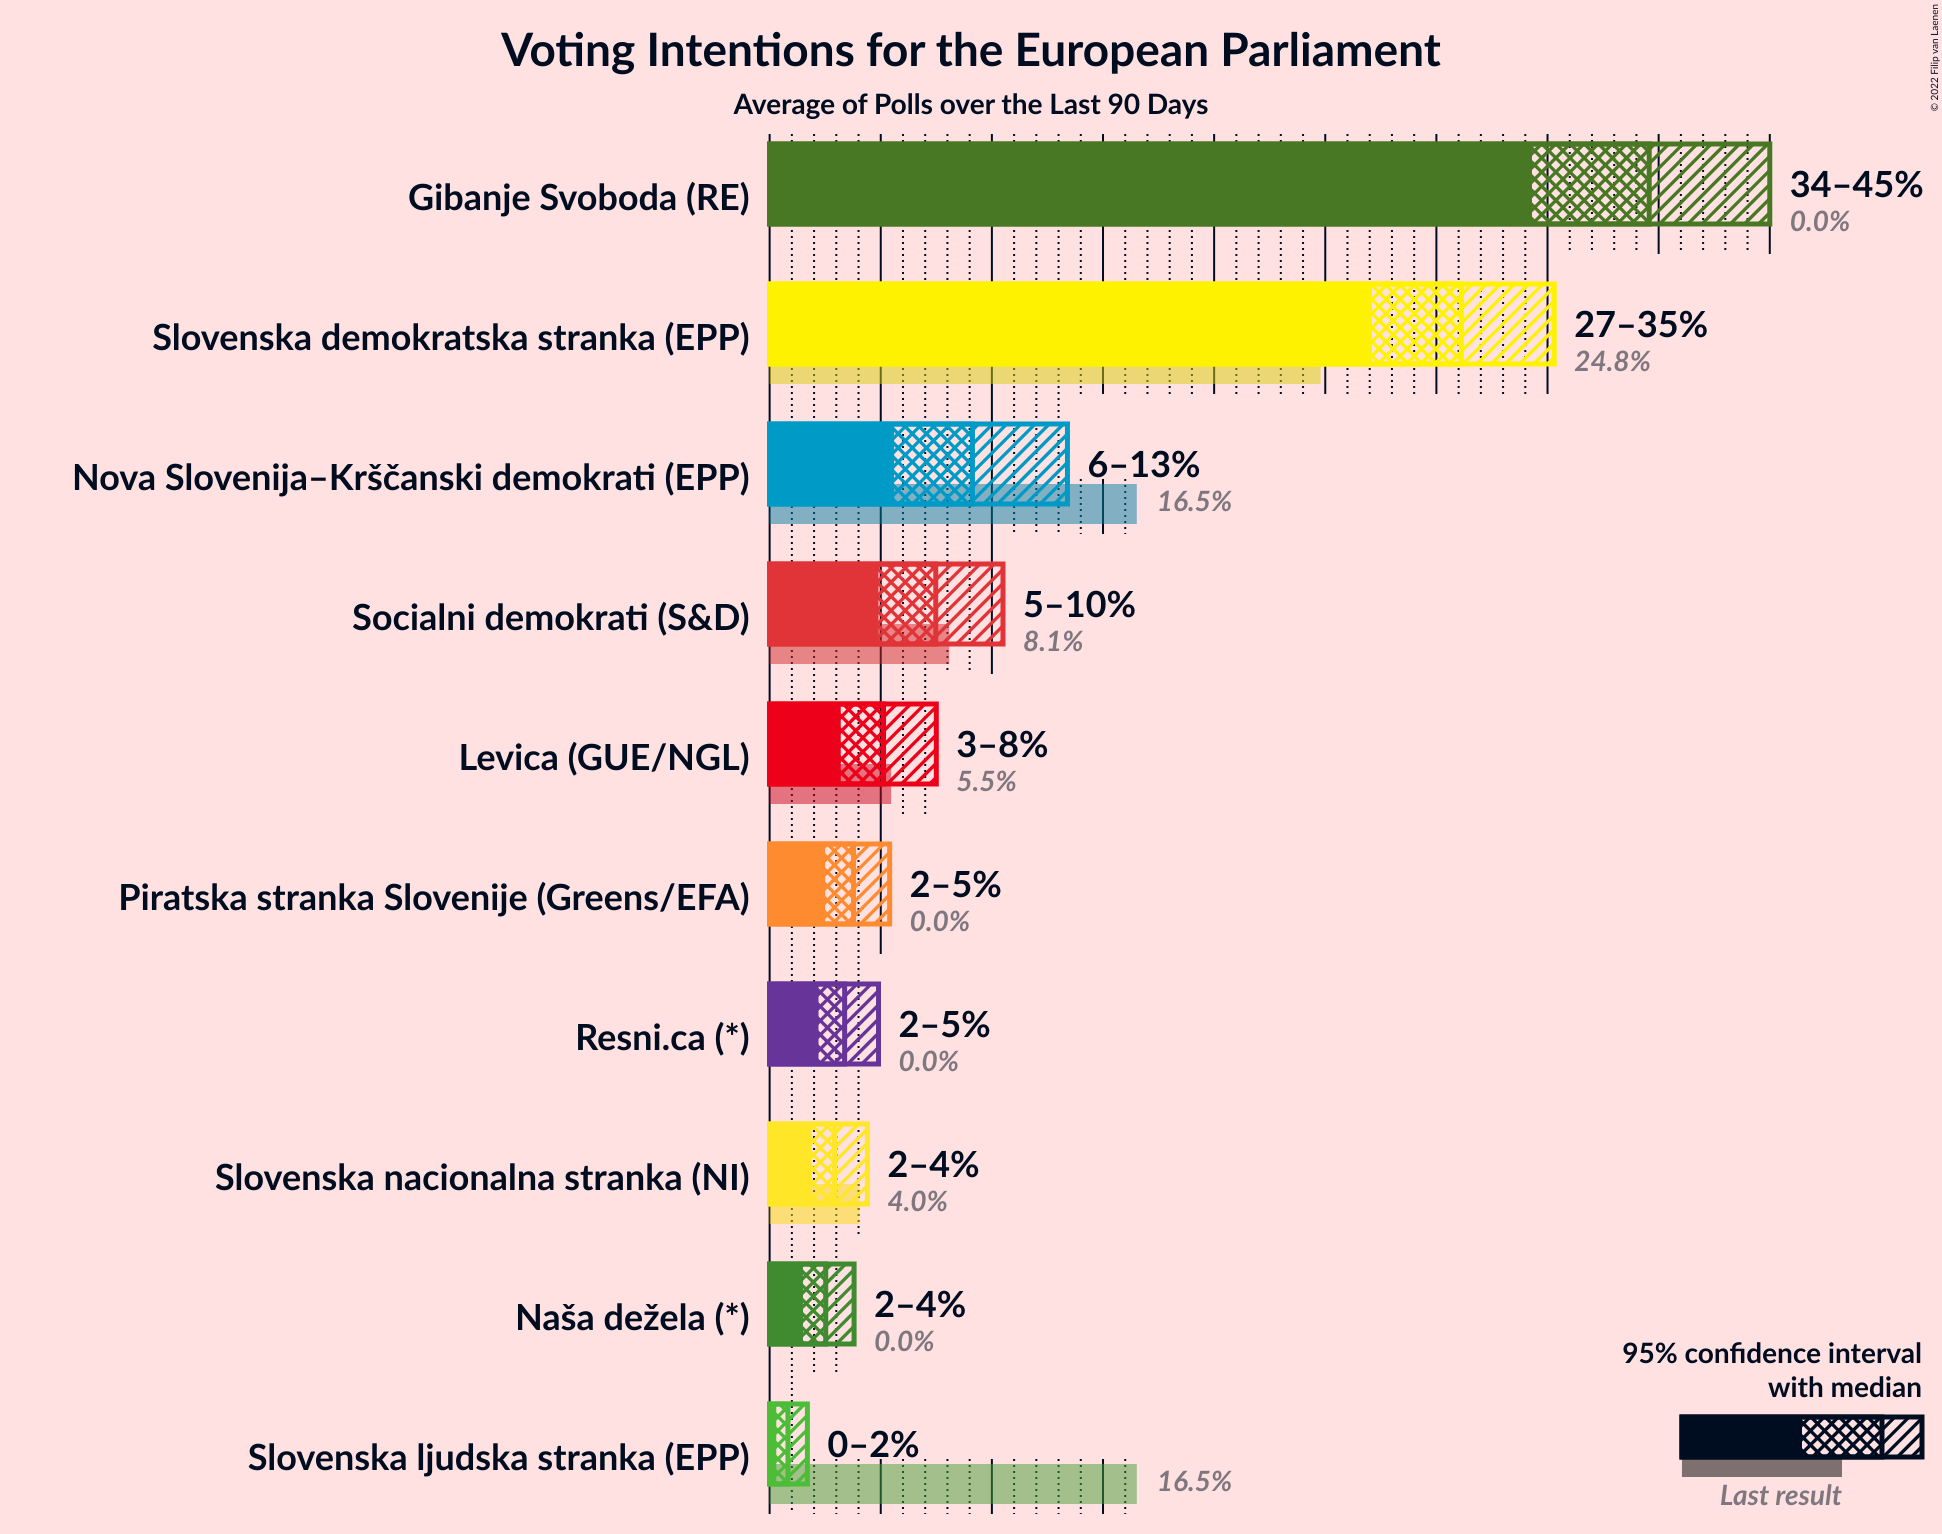 Voting Intentions for the European Parliament
Average of Polls over the Last 90 Days
© 2022 Filip van Laenen
Gibanje Svoboda (RE)
34–45%
0.0%
Slovenska demokratska stranka (EPP)
27–35%
24.8%
Nova Slovenija–Krščanski demokrati (EPP)
6–13%
16.5%
Socialni demokrati (S&D)
5–10%
8.1%
Levica (GUE/NGL)
3–8%
5.5%
Piratska stranka Slovenije (Greens/EFA)
2–5%
0.0%
Resni.ca (*)
2–5%
0.0%
Slovenska nacionalna stranka (NI)
2–4%
4.0%
Naša dežela (*)
2–4%
0.0%
Slovenska ljudska stranka (EPP)
0–2%
16.5%
95% confidence interval
with median
Last result